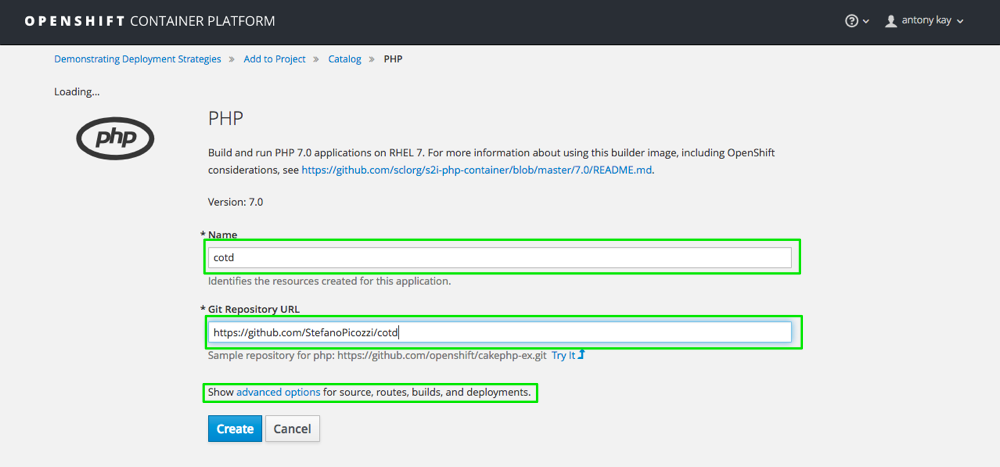 OPENSHIFT CONTAINER PLATFORM
? antony kay
Demonstrating Deployment Strategies » Add to Project » Catalog » PHP
Loading...
php
PHP
Build and run PHP 7.0 applications on RHEL 7. For more information about using this builder image, including OpenShift
considerations, see https://github.com/sclorg/s2i-php-container/blob/master/7.0/README.md.
Version: 7.0
* Name
cotd
Identifies the resources created for this application.
* Git Repository URL
https://github.com/StefanoPicozzi/cotd
Sample repository for php: https://github.com/openshift/cakephp-ex.git Try It
Show advanced options for source, routes, builds, and deployments.
Create Cancel